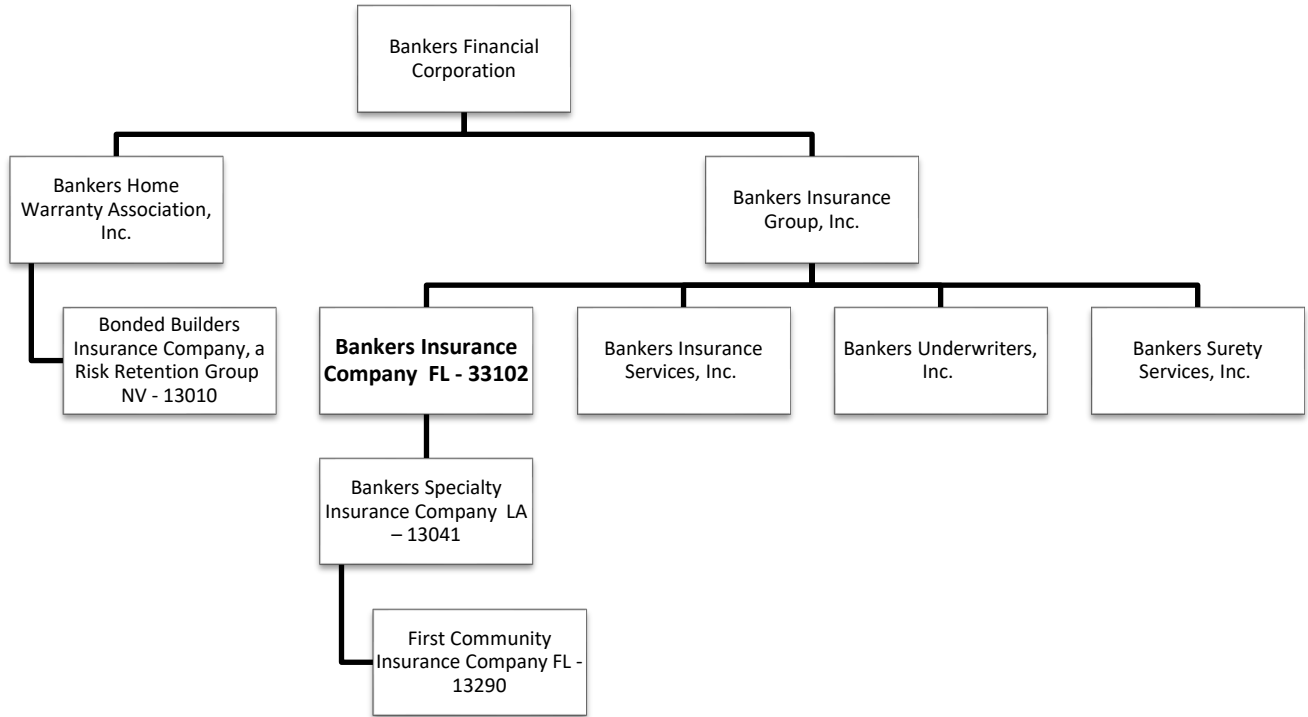 Bankers Financial
Corporation
Bankers Home
Warranty Association,
Inc.
Bankers Insurance
Group, Inc.
Bonded Builders
Insurance Company, a
Risk Retention Group
NV - 13010
Bankers Insurance
Company  FL - 33102
Bankers Insurance
Services, Inc.
Bankers Underwriters,
Inc.
Bankers Surety
Services, Inc.
Bankers Specialty
Insurance Company  LA
– 13041
First Community
Insurance Company FL -
13290